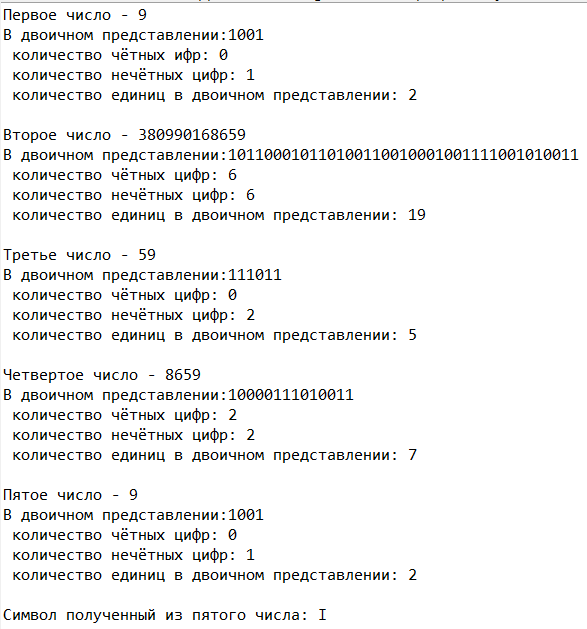 Первое число - 9
В двоичном представлении:1001
количество чётных ифр: 0
количество нечётных цифр: 1
количество единиц в двоичном представлении: 2
Второе число - 380990168659
В двоичном представлении:101100010110100110010001001111001010011
количество чётных цифр: 6
количество нечётных цифр: 6
количество единиц в двоичном представлении: 19
Третье число - 59
В двоичном представлении:111011
количество чётных цифр: 0
количество нечётных цифр: 2
количество единиц в двоичном представлении: 5
Четвертое число - 8659
В двоичном представлении:10000111010011
количество чётных цифр: 2
количество нечётных цифр: 2
количество единиц в двоичном представлении: 7
Пятое число - 9
В двоичном представлении:1001
количество чётных цифр: 0
количество нечётных цифр: 1
количество единиц в двоичном представлении: 2
Символ полученный из пятого числа: I